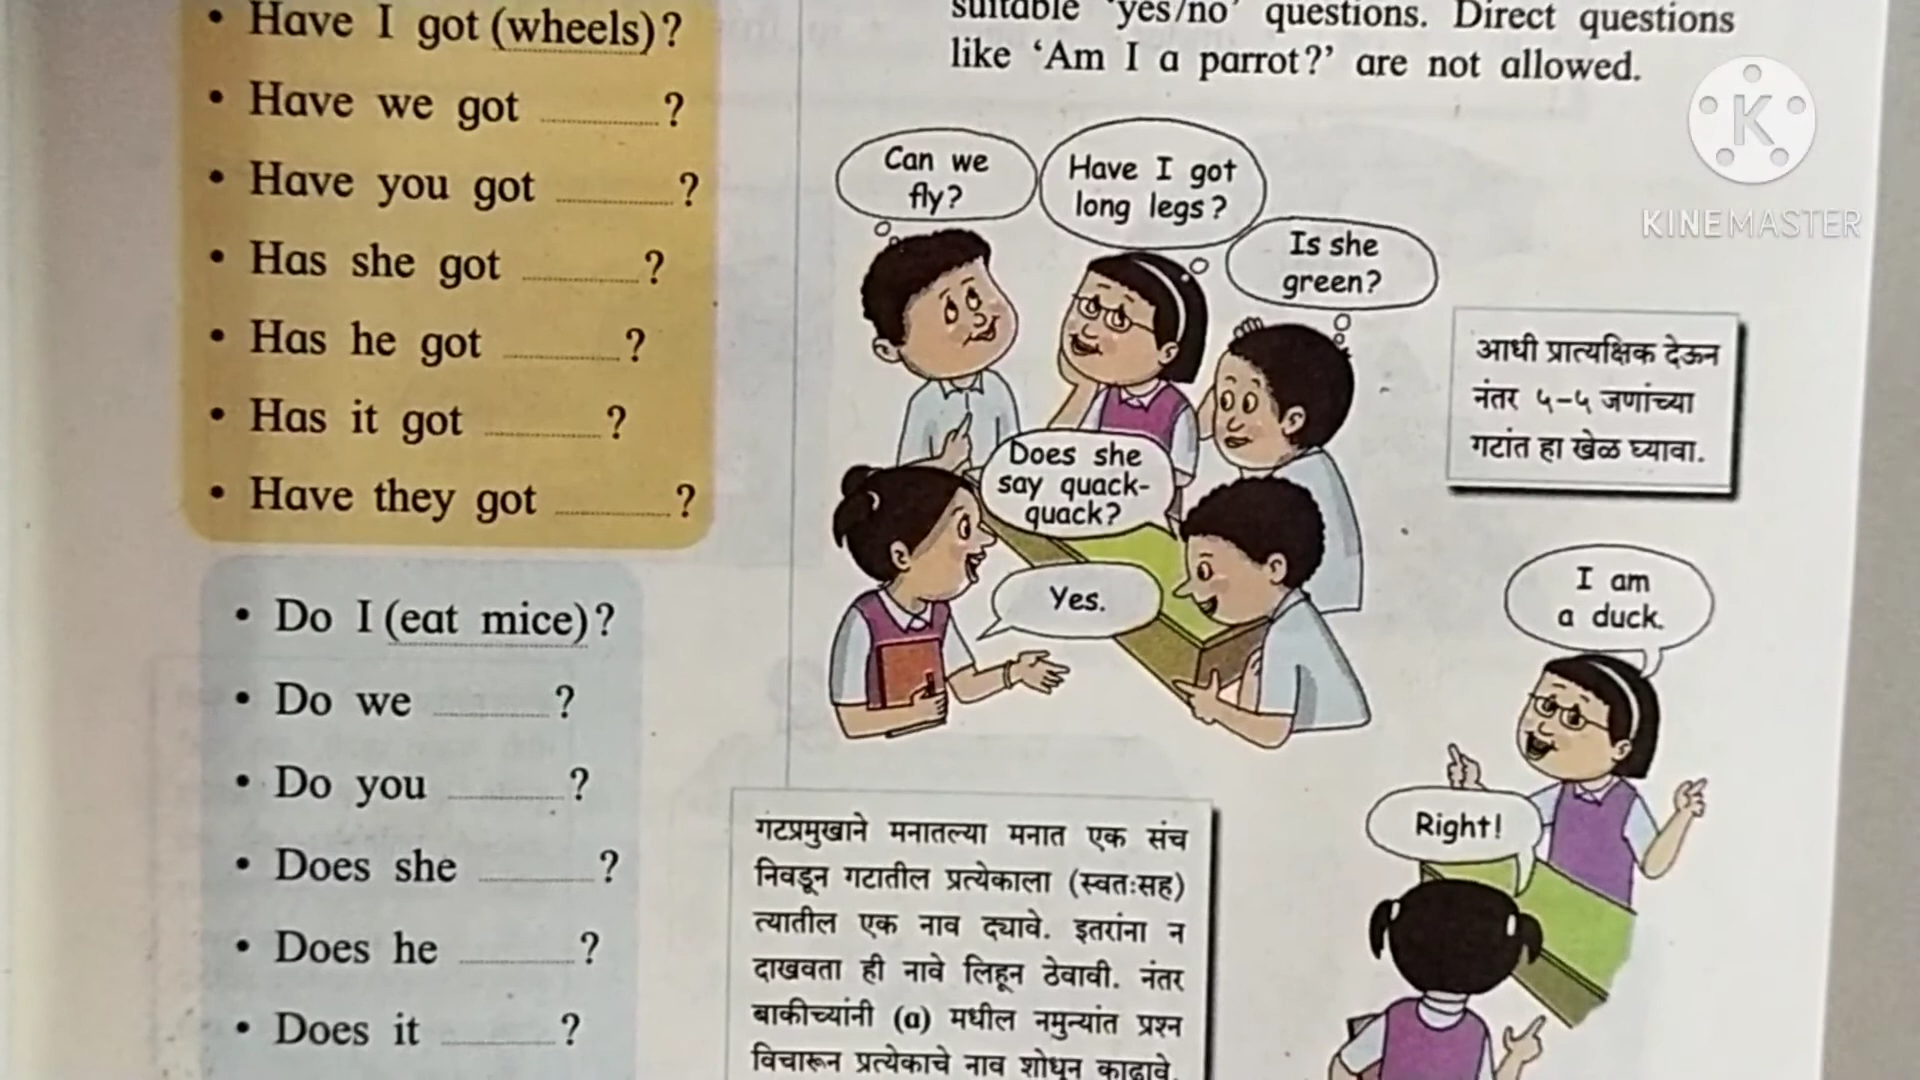 • Have I got (wheels)?
• Have we got ........?
• Have you got ........?
• Has she got ........?
• Has he got ........?
• Has it got ........?
• Have they got ........?
• Do I (eat mice)?
• Do we ........?
• Do you ........?
• Does she ........?
• Does he ........?
• Does it ........?
suitable ‘yes/no’ questions. Direct questions
like ‘Am I a parrot?’ are not allowed.
Can we
fly?
Have I got
long legs?
Is she
green?
Does she
say quack-
quack?
Yes.
आधी प्रात्यक्षिक देऊन
नंतर ५-५ जणांच्या
गटांत हा खेळ घ्यावा.
I am
a duck.
Right!
गटप्रमुखाने मनातल्या मनात एक संच
निवडून गटातील प्रत्येकाला (स्वतःसह)
त्यातील एक नाव द्यावे. इतरांना न
दाखवता ही नावे लिहून ठेवावी. नंतर
बाकीच्यांनी (a) मधील नमुन्यांत प्रश्न
विचारून प्रत्येकाचे नाव शोधून काढावे.
K
KINEMASTER